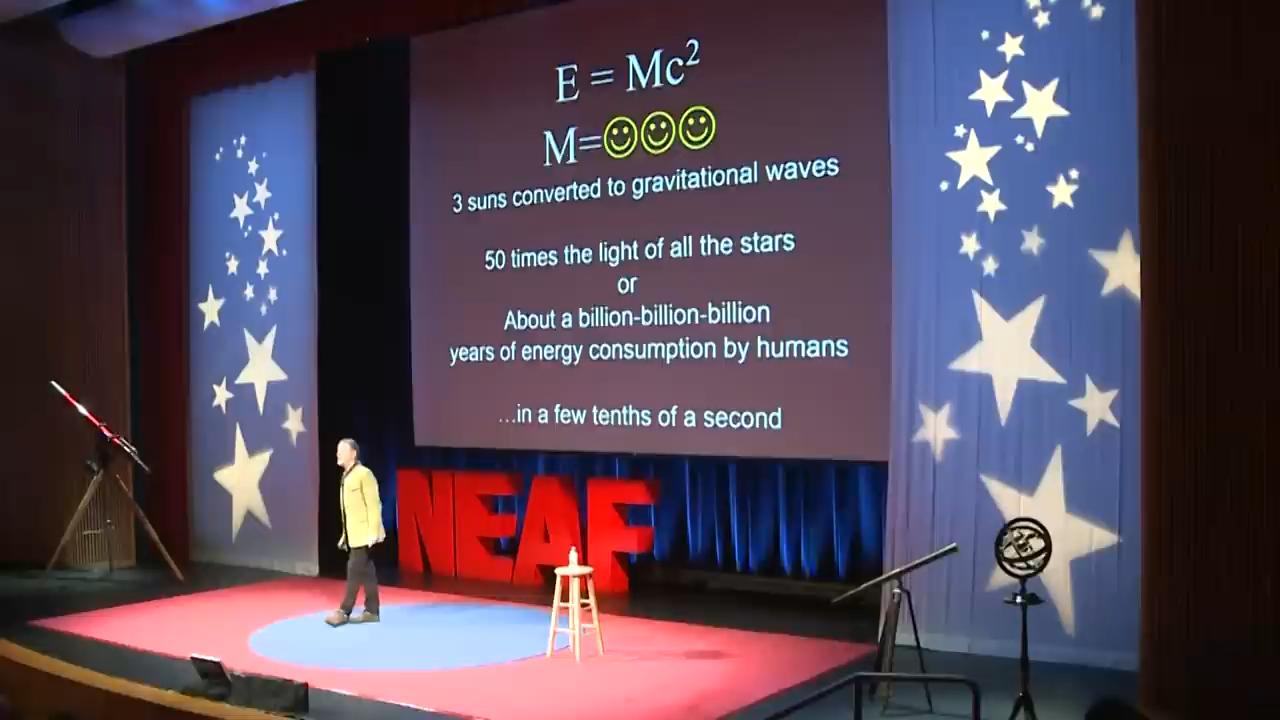 E = Mc²
M=☺☺☺
3 suns converted to gravitational waves
50 times the light of all the stars
or
About a billion-billion-billion
years of energy consumption by humans
...in a few tenths of a second
NEAF